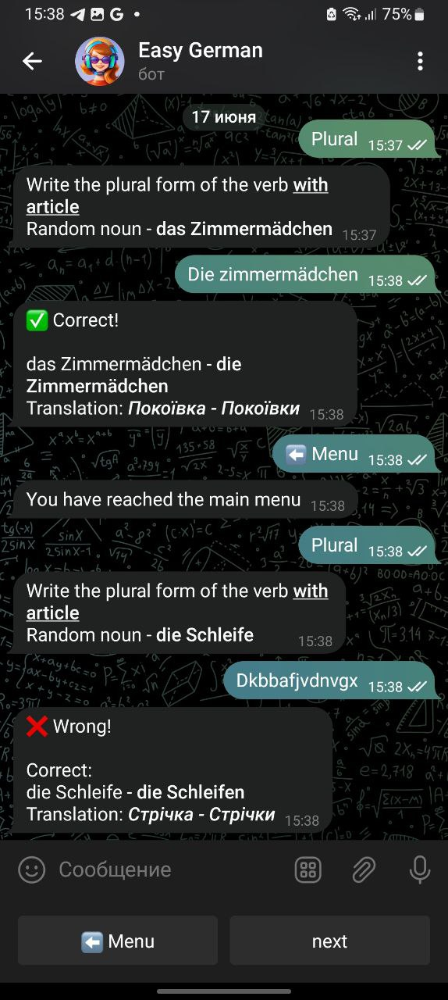 15:38
75%
Easy German
бот
17 июня
Plural 15:37
Write the plural form of the verb with
article
Random noun - das Zimmermädchen 15:37
Die zimmermädchen 15:38
✅ Correct!
das Zimmermädchen - die
Zimmermädchen
Translation: Покоївка - Покоївки 15:38
⬅️ Menu 15:38
You have reached the main menu 15:38
Plural 15:38
Write the plural form of the verb with
article
Random noun - die Schleife 15:38
Dkbbafjvdnvgx 15:38
❌ Wrong!
Correct:
die Schleife - die Schleifen
Translation: Стрічка - Стрічки 15:38
Сообщение
⬅️ Menu
next